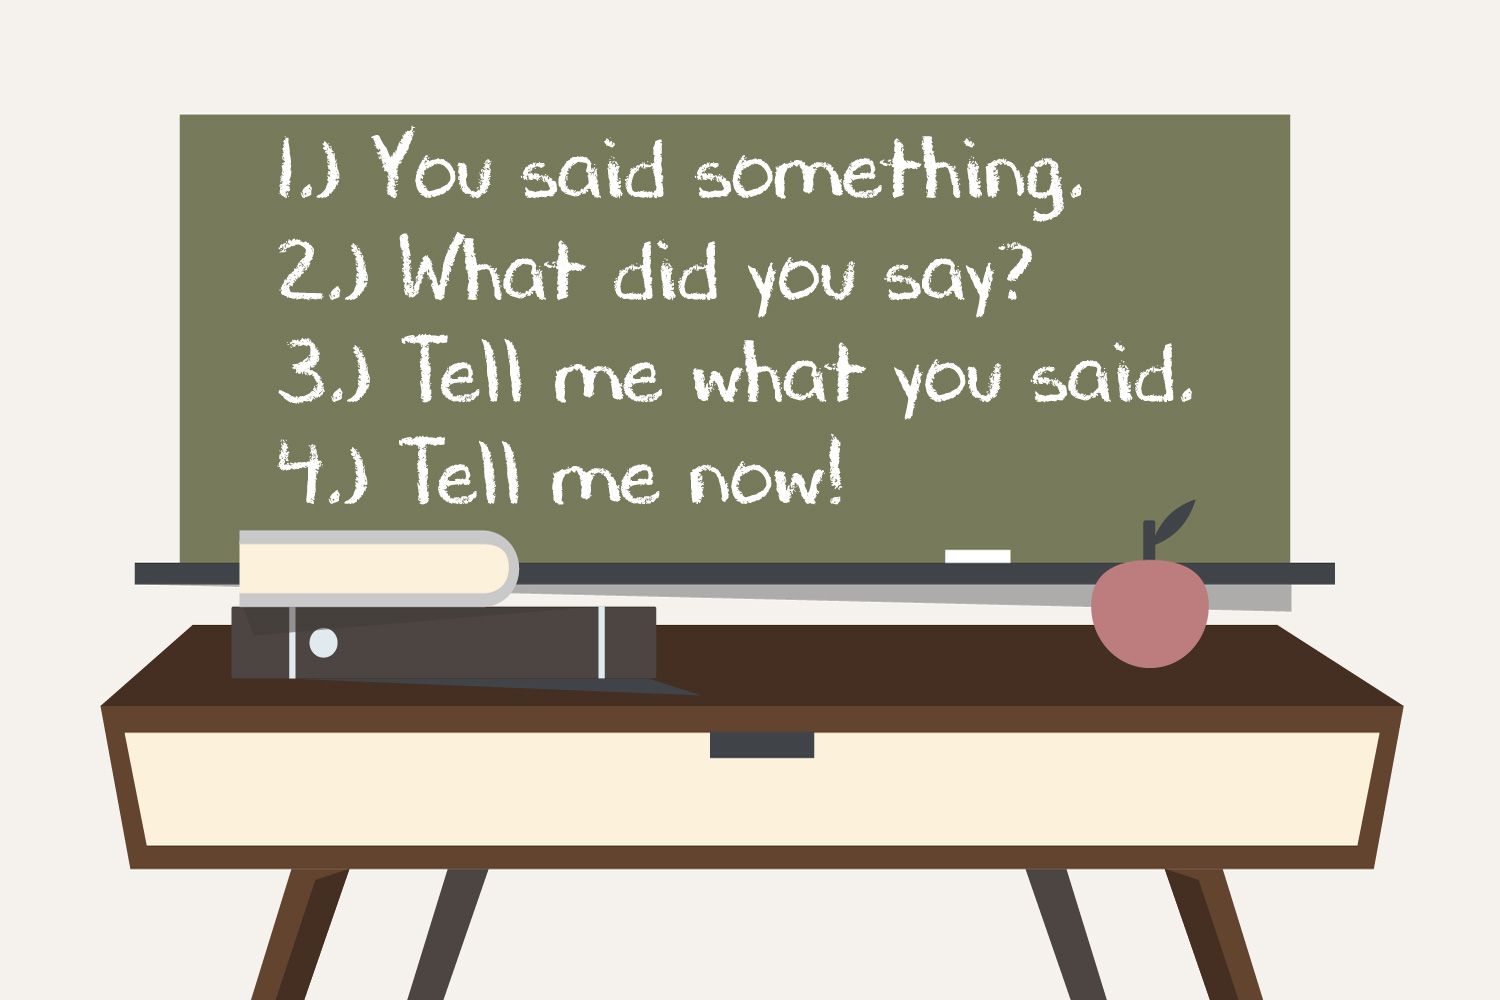 1.) You said something.
2.) What did you say?
3.) Tell me what you said.
4.) Tell me now!